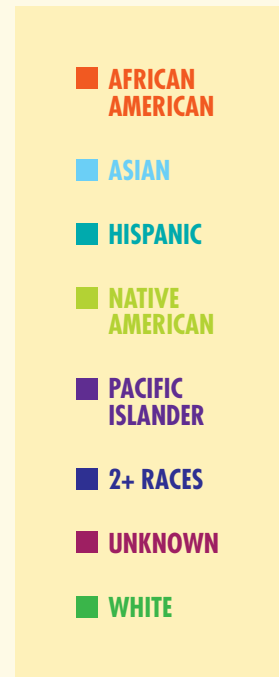 AFRICAN
AMERICAN
ASIAN
HISPANIC
NATIVE
AMERICAN
PACIFIC
ISLANDER
2+ RACES
UNKNOWN
WHITE